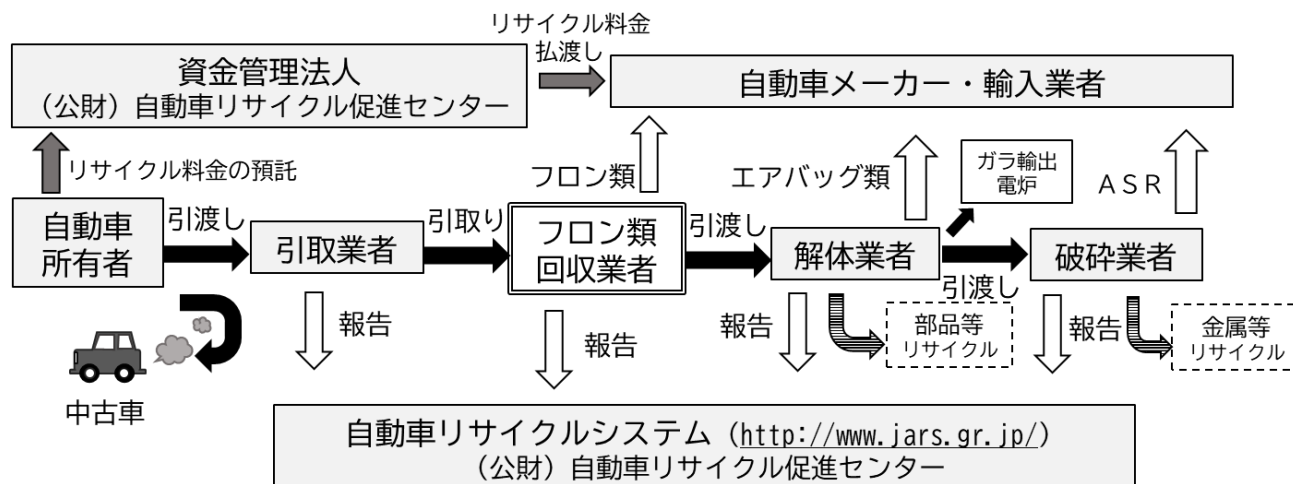 リサイクル料金
払渡し
資金管理法人
（公財）自動車リサイクル促進センター
自動車メーカー・輸入業者
リサイクル料金の預託
フロン類
エアバッグ類
ガラ輸出
電炉
ＡＳＲ
自動車
所有者
引渡し
引取業者
引取り
フロン類
回収業者
引渡し
解体業者
引渡し
破砕業者
報告
報告
報告
部品等
リサイクル
報告
金属等
リサイクル
中古車
自動車リサイクルシステム（http://www.jars.gr.jp/）
（公財）自動車リサイクル促進センター